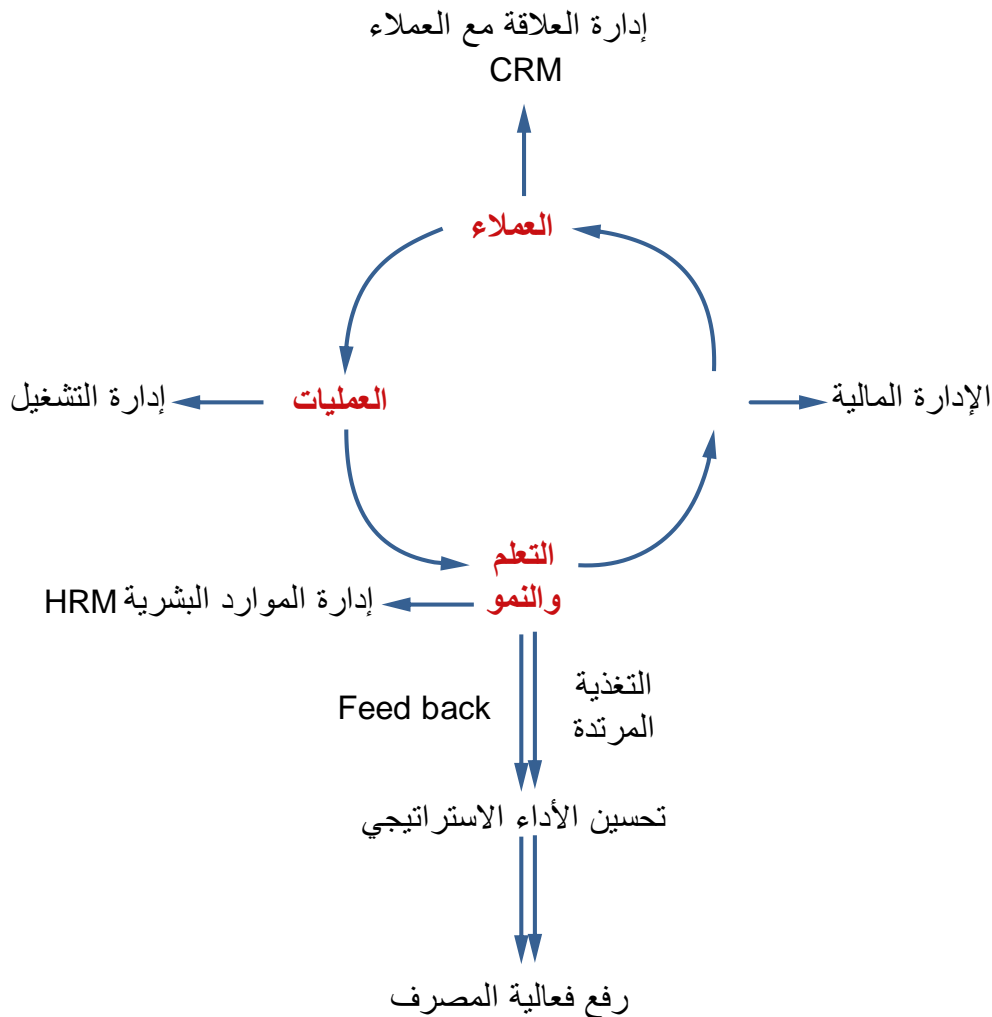 إدارة العلاقة مع العملاء
CRM
العملاء
الإدارة المالية
العمليات
إدارة التشغيل
التعلم
والنمو
إدارة الموارد البشرية HRM
التغذية
المرتدة
Feed back
تحسين الأداء الاستراتيجي
رفع فعالية المصرف